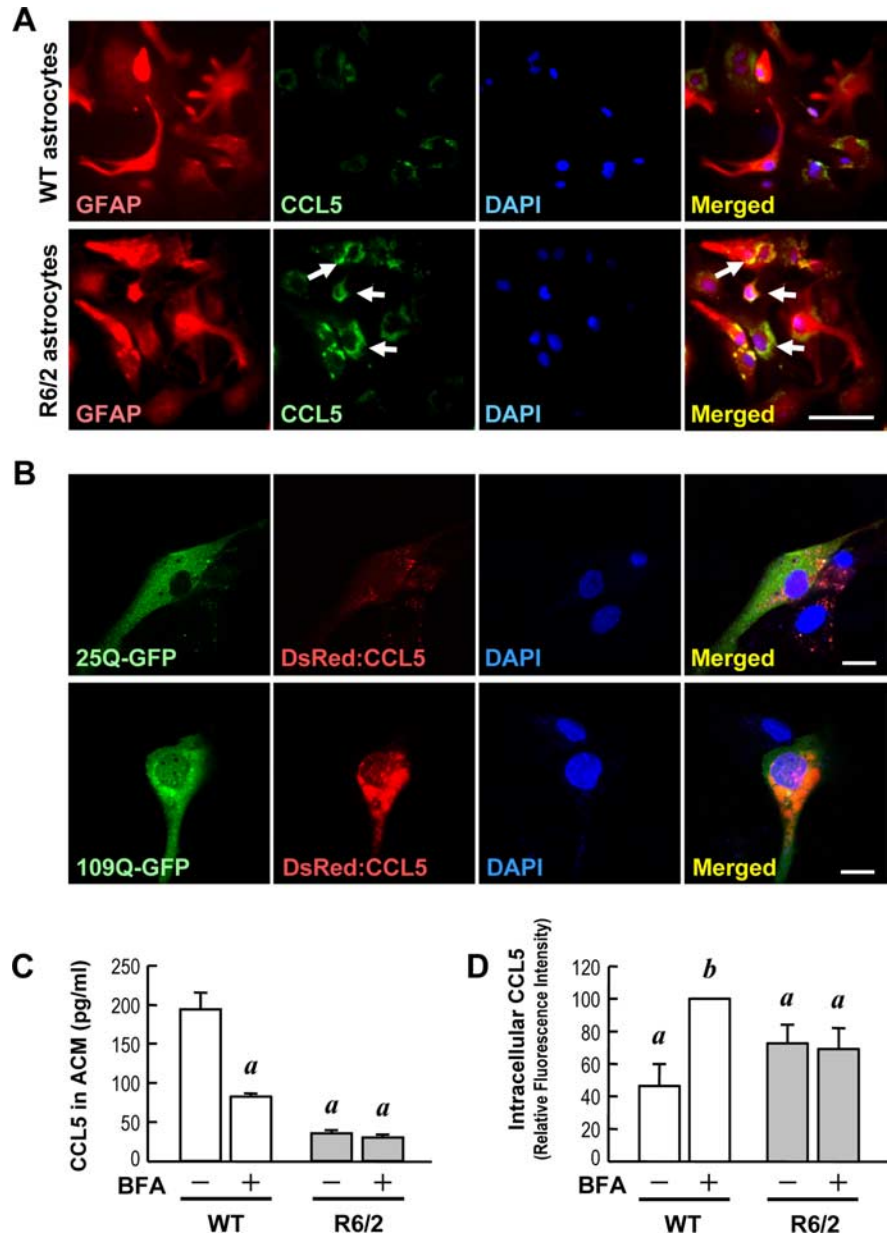 A
WT astrocytes
GFAP
CCL5
DAPI
Merged
R6/2 astrocytes
GFAP
CCL5
DAPI
Merged
B
25Q-GFP
DsRed:CCL5
DAPI
Merged
109Q-GFP
DsRed:CCL5
DAPI
Merged
C
CCL5 in ACM (pg/ml)
250
200
150
100
50
0
a
a
a
BFA − + − +
WT R6/2
D
Intracellular CCL5
(Relative Fluorescence Intensity)
120
100
80
60
40
20
0
a
b
a
a
BFA − + − +
WT R6/2